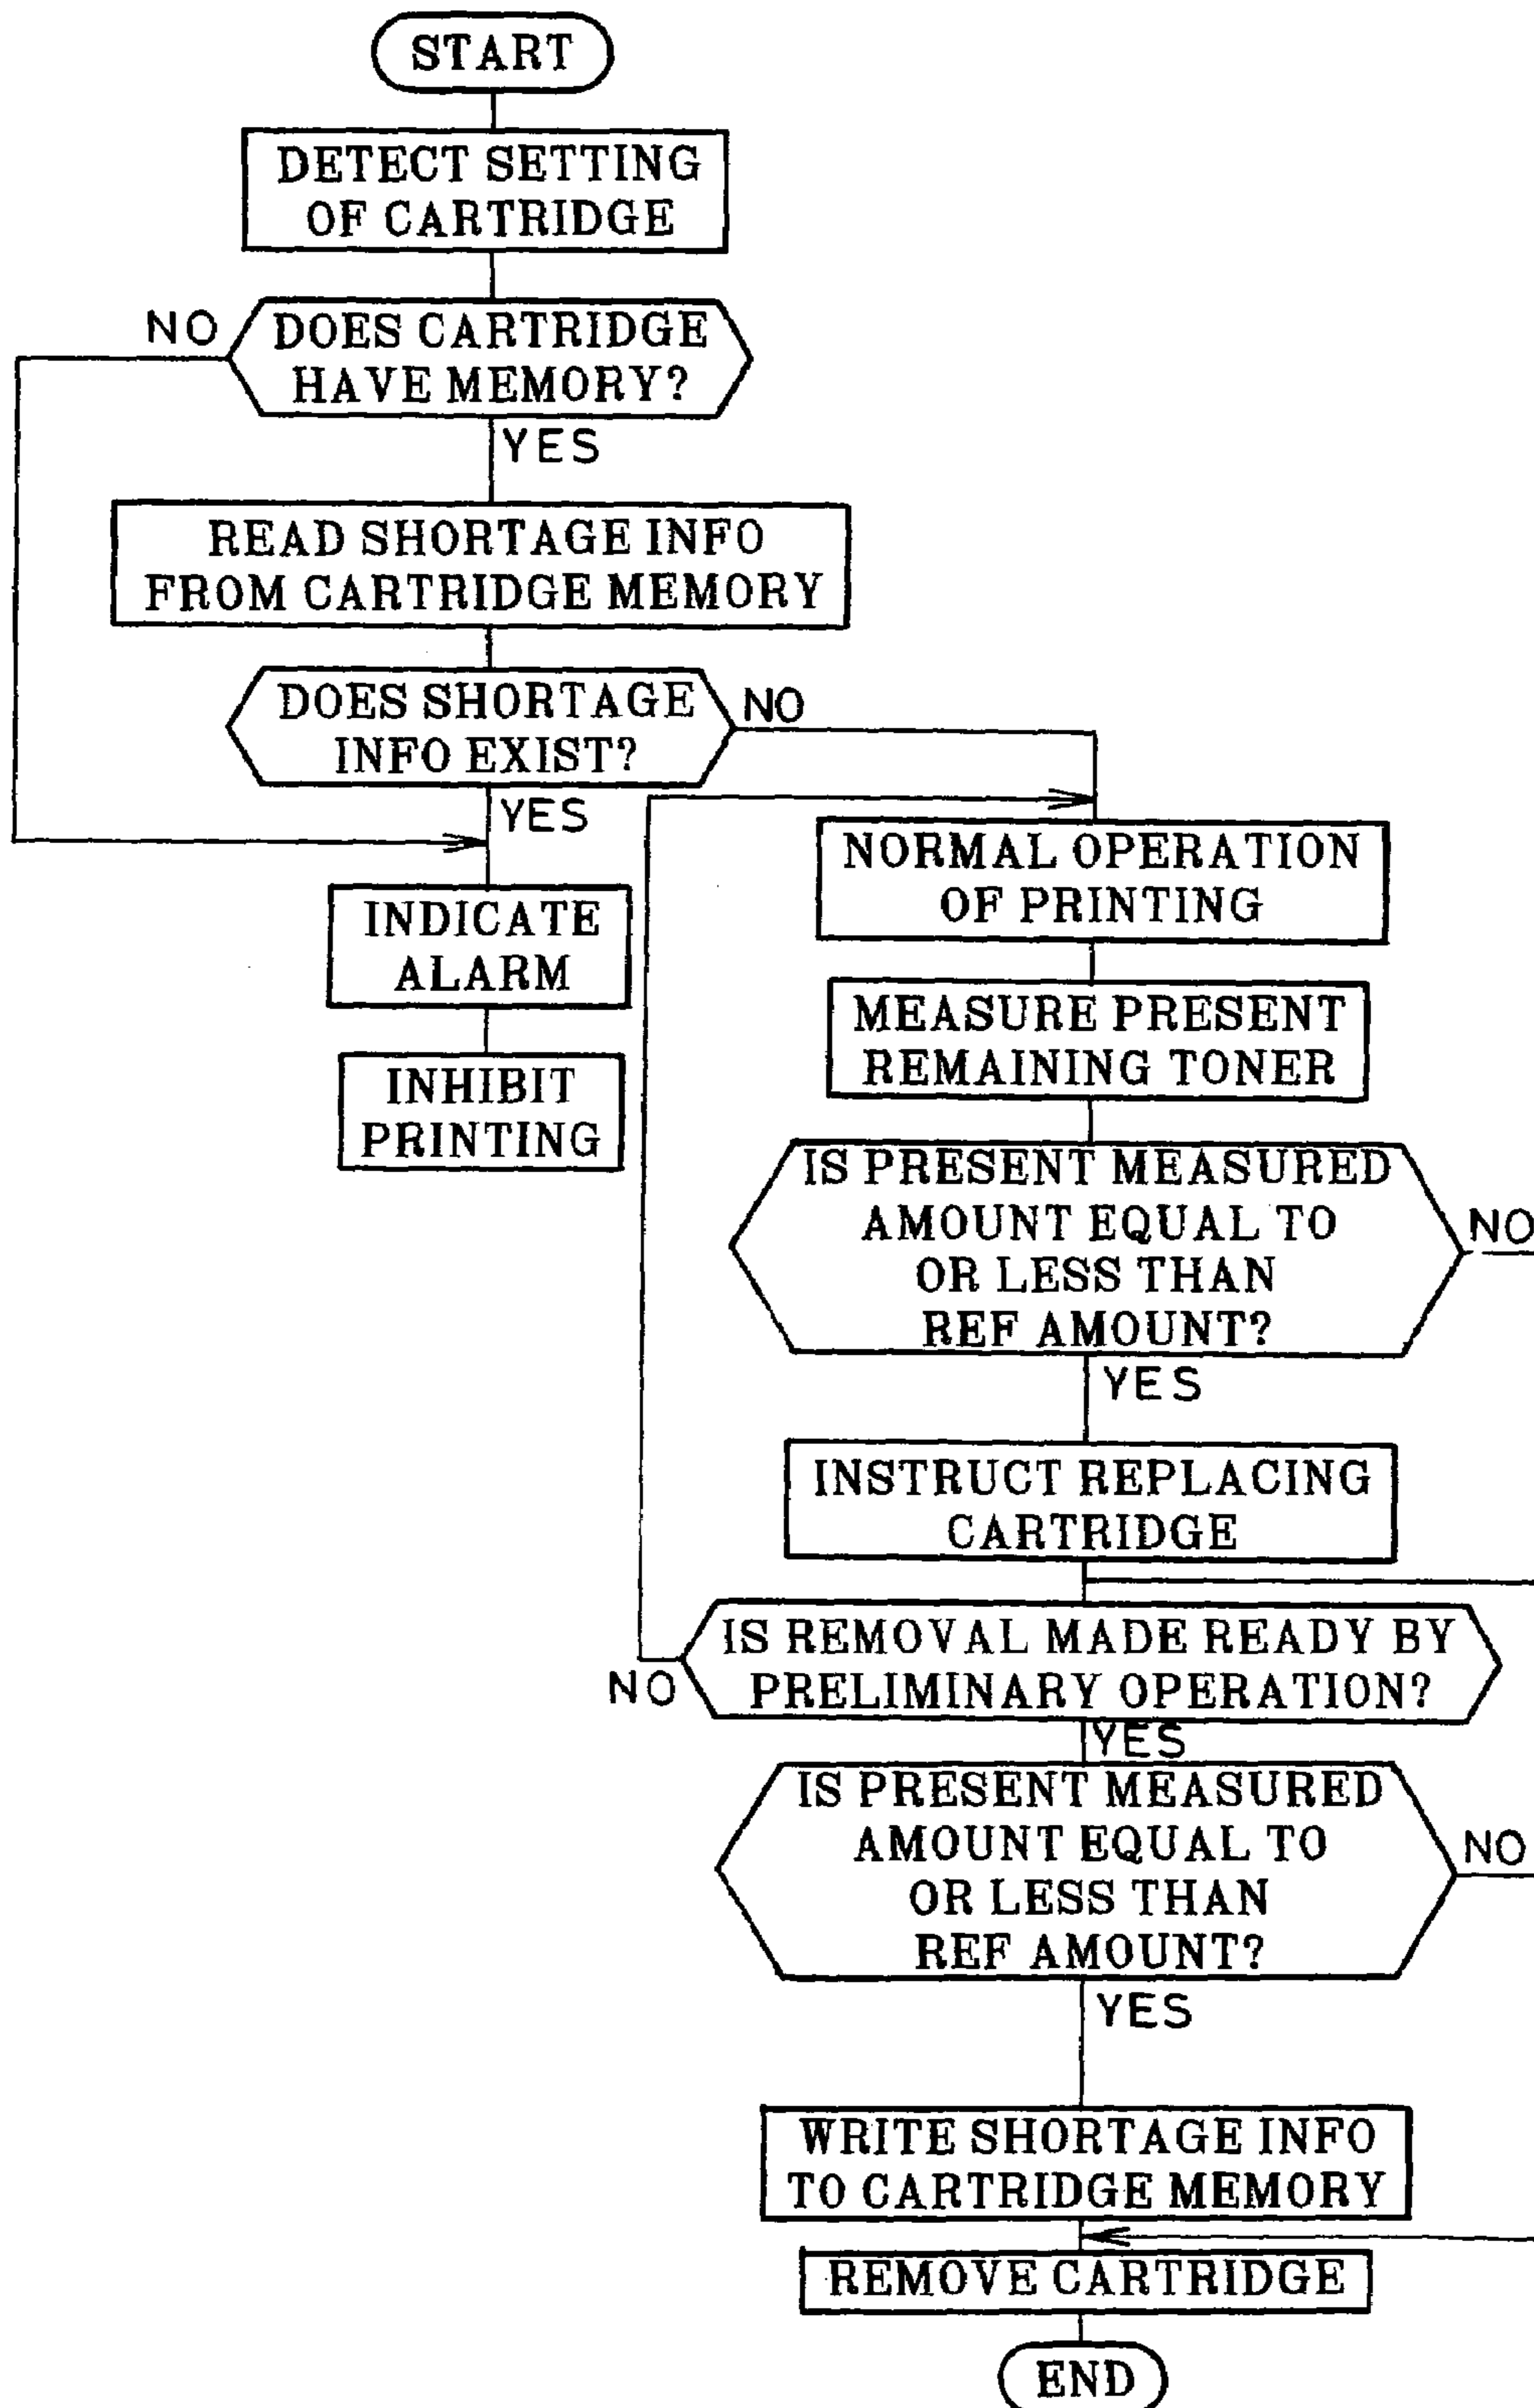 START
DETECT SETTING
OF CARTRIDGE
NO
DOES CARTRIDGE
HAVE MEMORY?
YES
READ SHORTAGE INFO
FROM CARTRIDGE MEMORY
DOES SHORTAGE
INFO EXIST?
NO
YES
INDICATE
ALARM
INHIBIT
PRINTING
NORMAL OPERATION
OF PRINTING
MEASURE PRESENT
REMAINING TONER
IS PRESENT MEASURED
AMOUNT EQUAL TO
OR LESS THAN
REF AMOUNT?
NO
YES
INSTRUCT REPLACING
CARTRIDGE
IS REMOVAL MADE READY BY
PRELIMINARY OPERATION?
NO
YES
IS PRESENT MEASURED
AMOUNT EQUAL TO
OR LESS THAN
REF AMOUNT?
NO
YES
WRITE SHORTAGE INFO
TO CARTRIDGE MEMORY
REMOVE CARTRIDGE
END